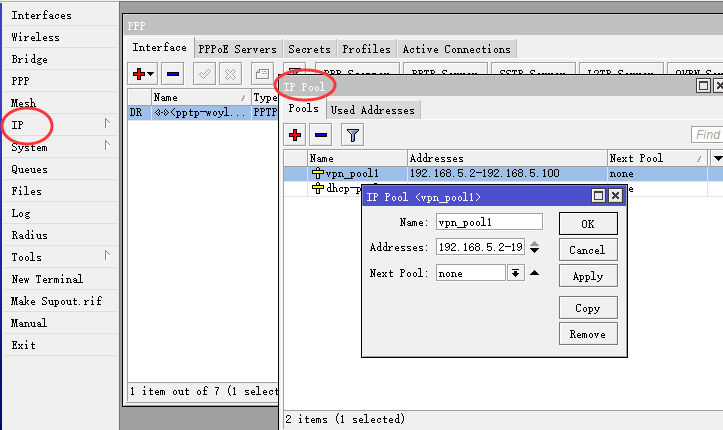 Interfaces
Wireless
Bridge
PPP
Mesh
IP
System
Queues
Files
Log
Radius
Tools
New Terminal
Make Supout.rif
Manual
Exit
PPP
Interface PPPoE Servers Secrets Profiles Active Connections
Name Type
DR <pptp-woyl... PPTP
1 item out of 7 (1 select
IP Pool
Pools Used Addresses
Find
Name Addresses Next Pool
vpn_pool1 192.168.5.2-192.168.5.100 none
IP Pool <vpn_pool1>
Name: vpn_pool1
Addresses: 192.168.5.2-19
Next Pool: none
OK
Cancel
Apply
Copy
Remove
2 items (1 selected)